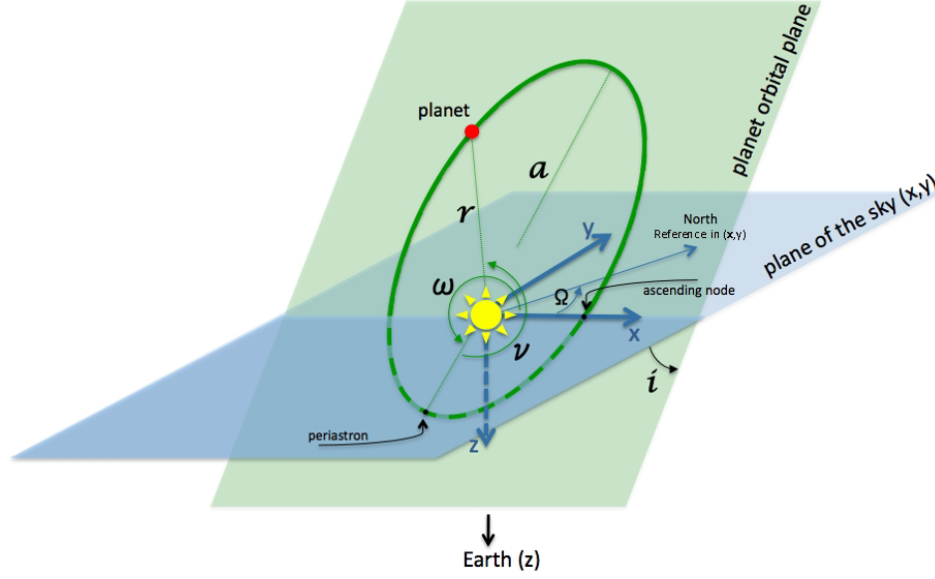 planet orbital plane
planet
a
plane of the sky (x,y)
r
North
Reference in (x,y)
y
ω
Ω
ascending node
x
ν
i
periastron
z
Earth (z)